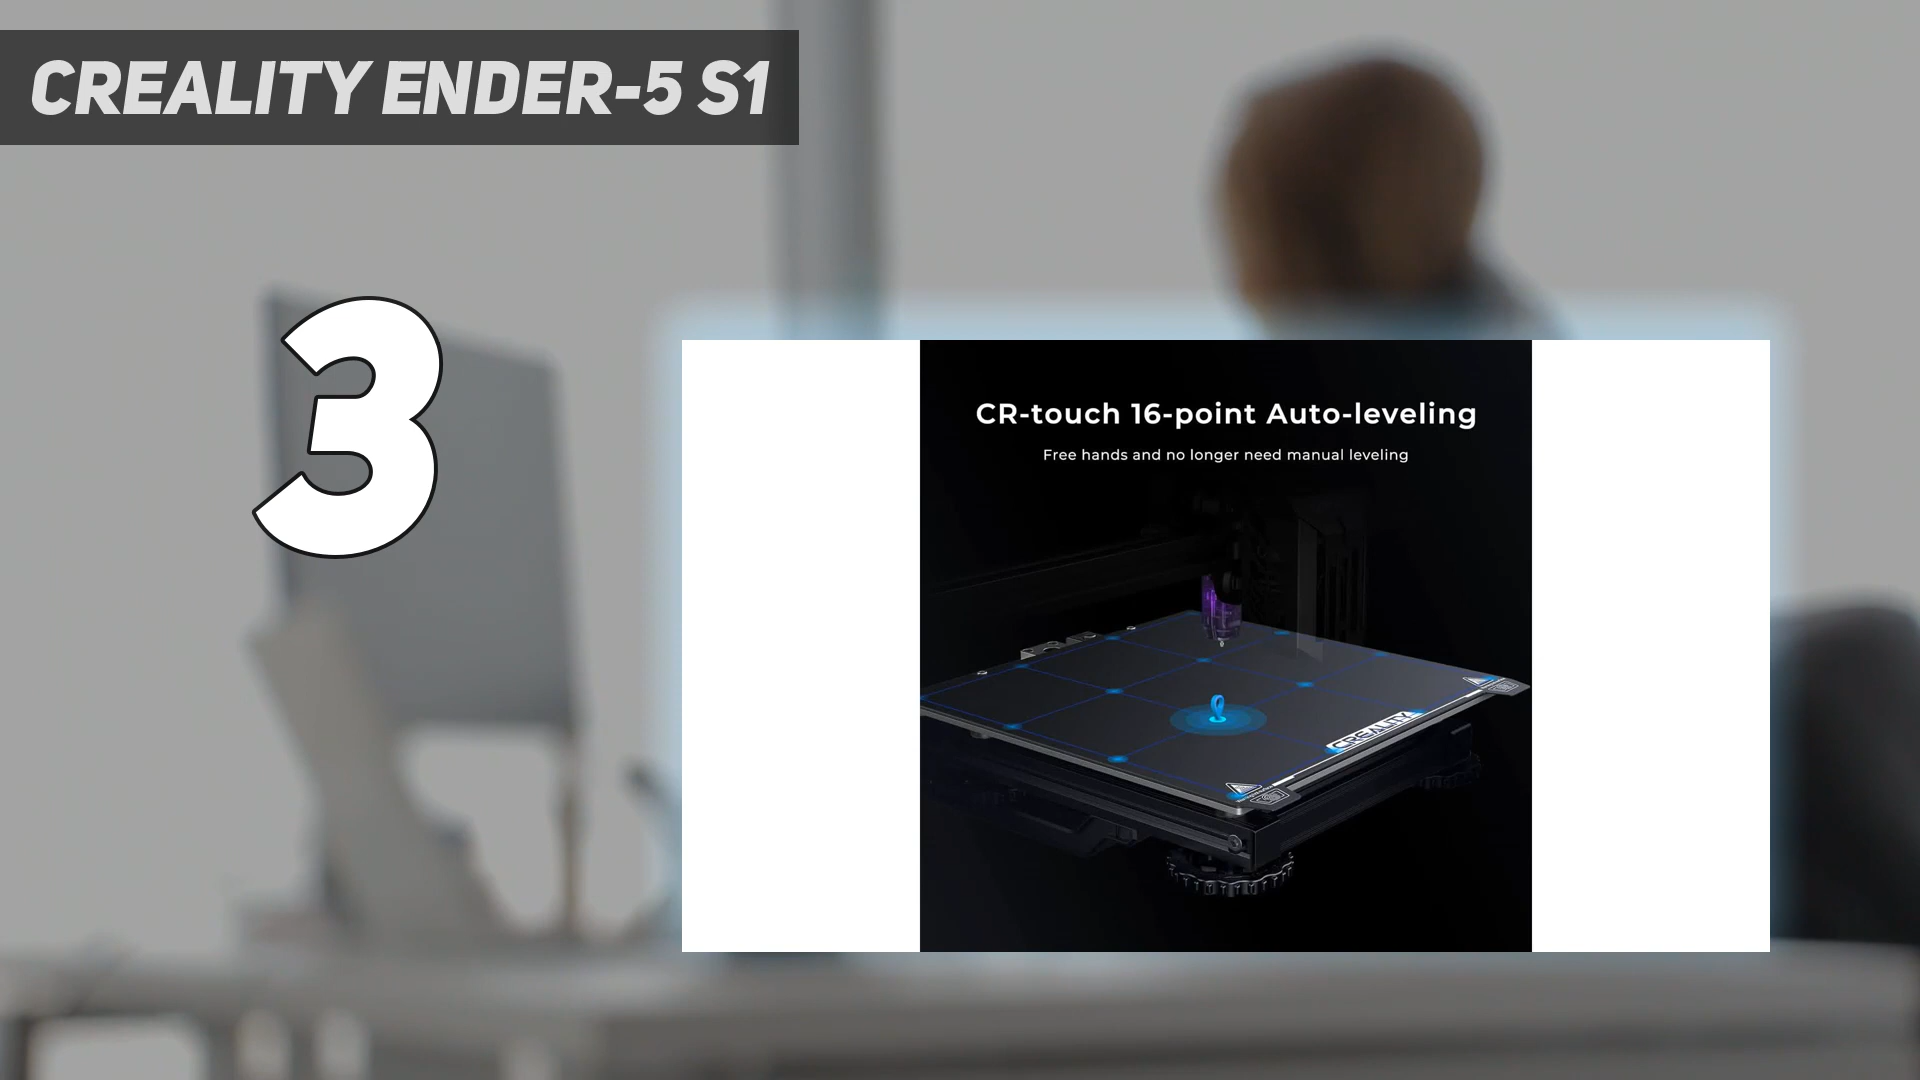 CREALITY ENDER-5 S1
3
CR-touch 16-point Auto-leveling
Free hands and no longer need manual leveling
CREALITY